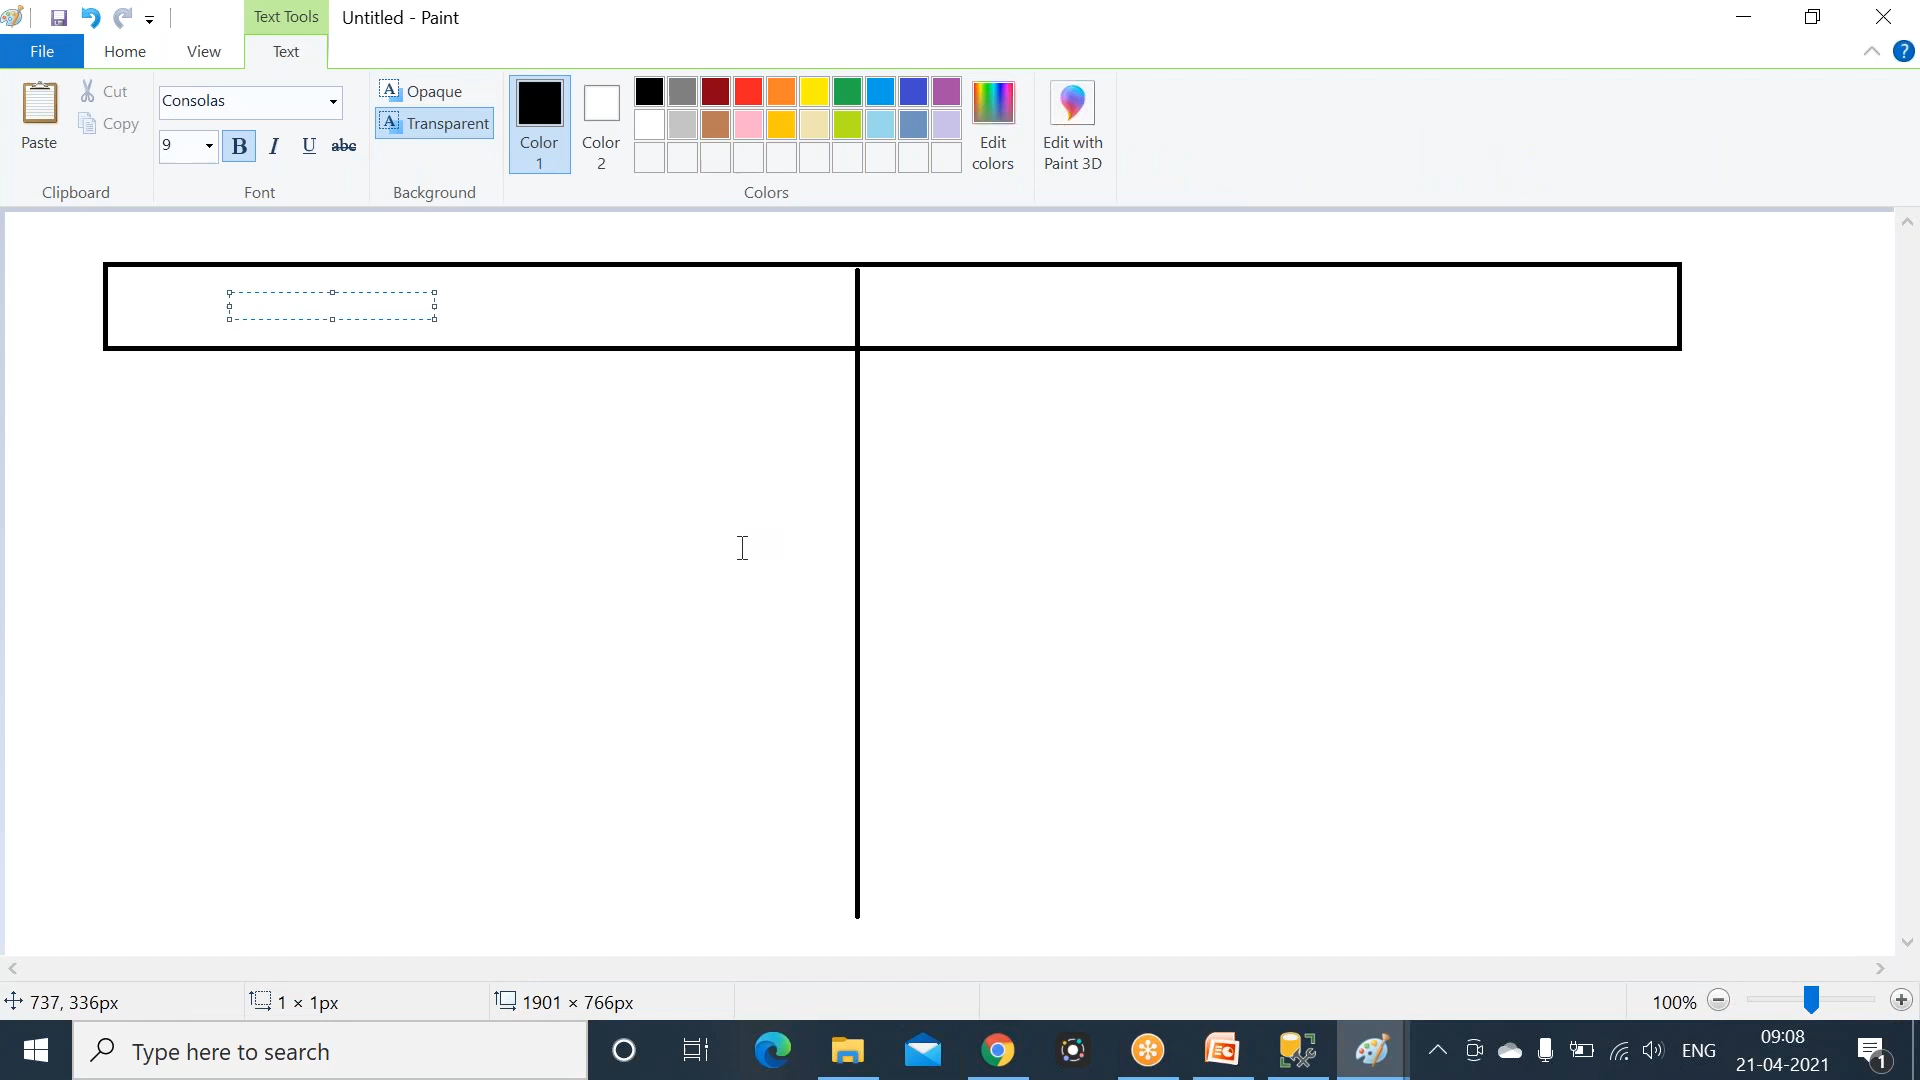 Text Tools
Untitled - Paint
File
Home
View
Text
Paste
Cut
Copy
Clipboard
Consolas
9
B
I
U
abc
Font
A Opaque
A Transparent
Background
Color 1
Color 2
Colors
Edit colors
Edit with Paint 3D
737, 336px
1 × 1px
1901 × 766px
100%
Type here to search
ENG
09:08
21-04-2021
1